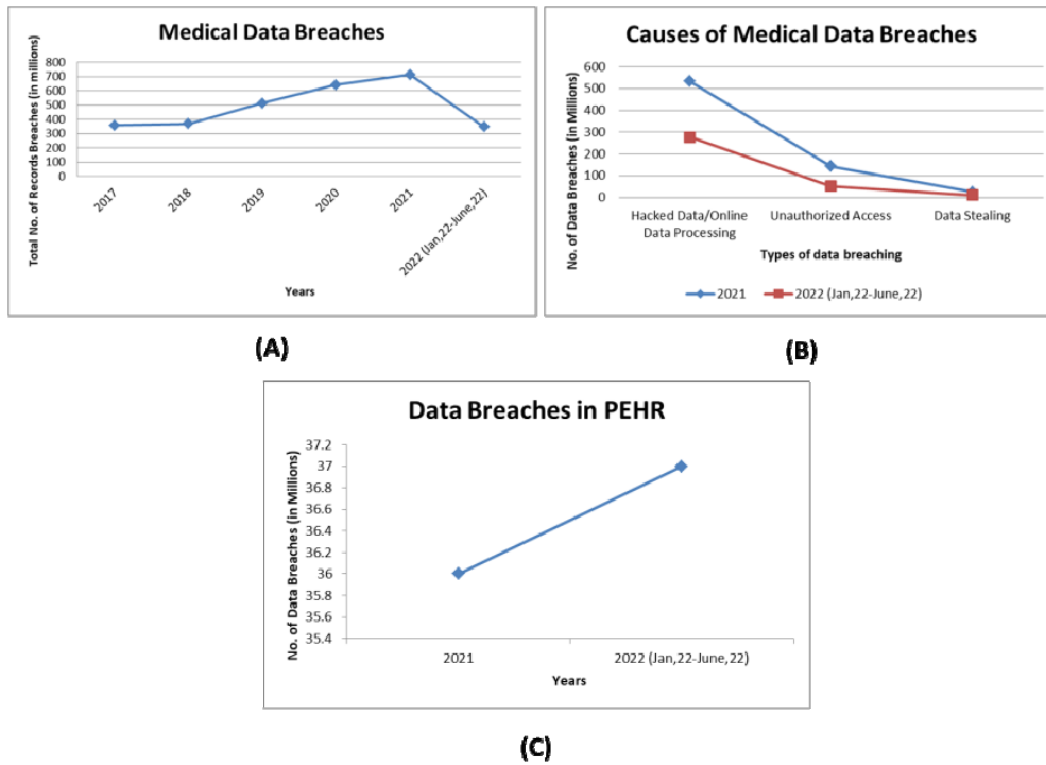 Medical Data Breaches
Total No. of Records Breaches (in millions)
800
700
600
500
400
300
200
100
0
2017
2018
2019
2020
2021
2022 (Jan,22-June,22)
Years
(A)
Causes of Medical Data Breaches
No. of Data Breaches (in Millions)
600
500
400
300
200
100
0
Hacked Data/Online
Data Processing
Unauthorized Access
Data Stealing
Types of data breaching
2021
2022 (Jan,22-June,22)
(B)
Data Breaches in PEHR
No. of Data Breaches (in Millions)
37.2
37
36.8
36.6
36.4
36.2
36
35.8
35.6
35.4
2021
2022 (Jan,22-June,22)
Years
(C)